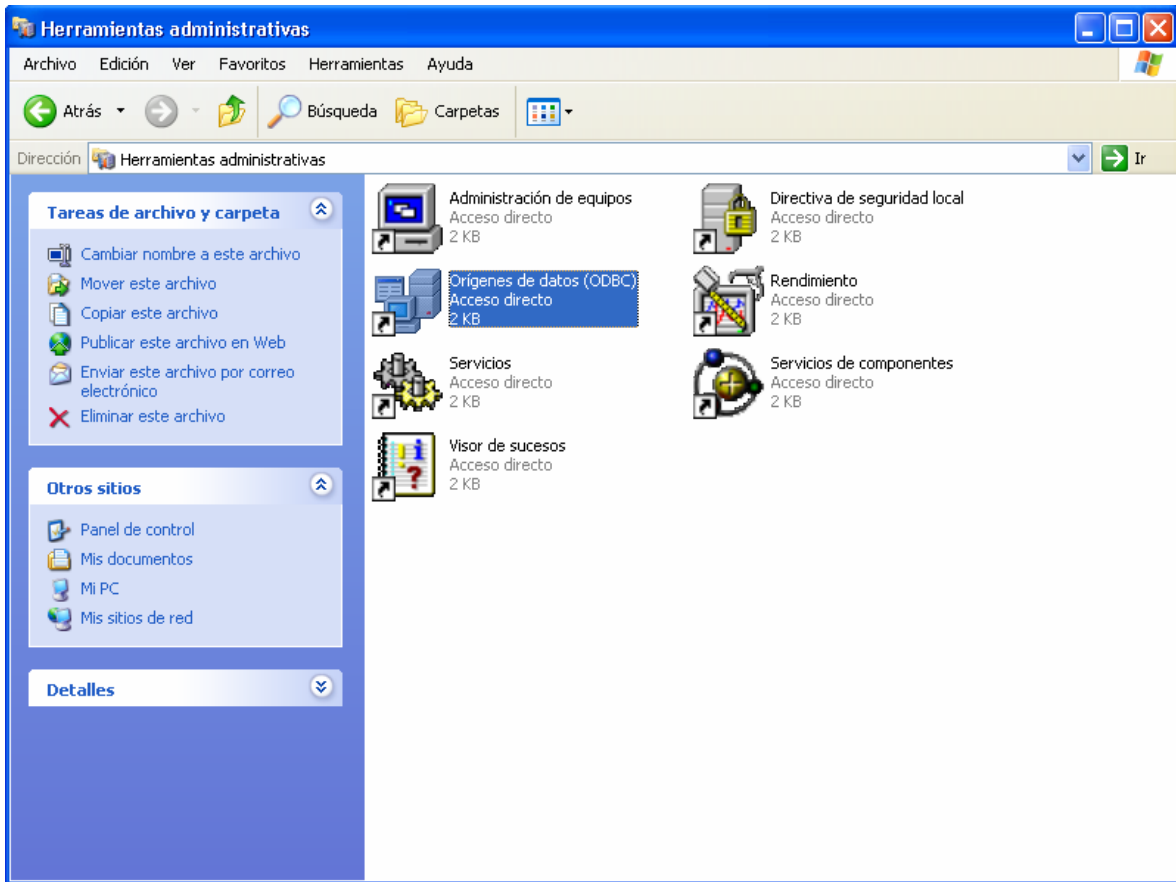 Herramientas administrativas
Archivo Edición Ver Favoritos Herramientas Ayuda
Atrás Búsqueda Carpetas
Dirección Herramientas administrativas Ir
Tareas de archivo y carpeta
Cambiar nombre a este archivo
Mover este archivo
Copiar este archivo
Publicar este archivo en Web
Enviar este archivo por correo
electrónico
Eliminar este archivo
Otros sitios
Panel de control
Mis documentos
Mi PC
Mis sitios de red
Detalles
Administración de equipos
Acceso directo
2 KB
Directiva de seguridad local
Acceso directo
2 KB
Orígenes de datos (ODBC)
Acceso directo
2 KB
Rendimiento
Acceso directo
2 KB
Servicios
Acceso directo
2 KB
Servicios de componentes
Acceso directo
2 KB
Visor de sucesos
Acceso directo
2 KB